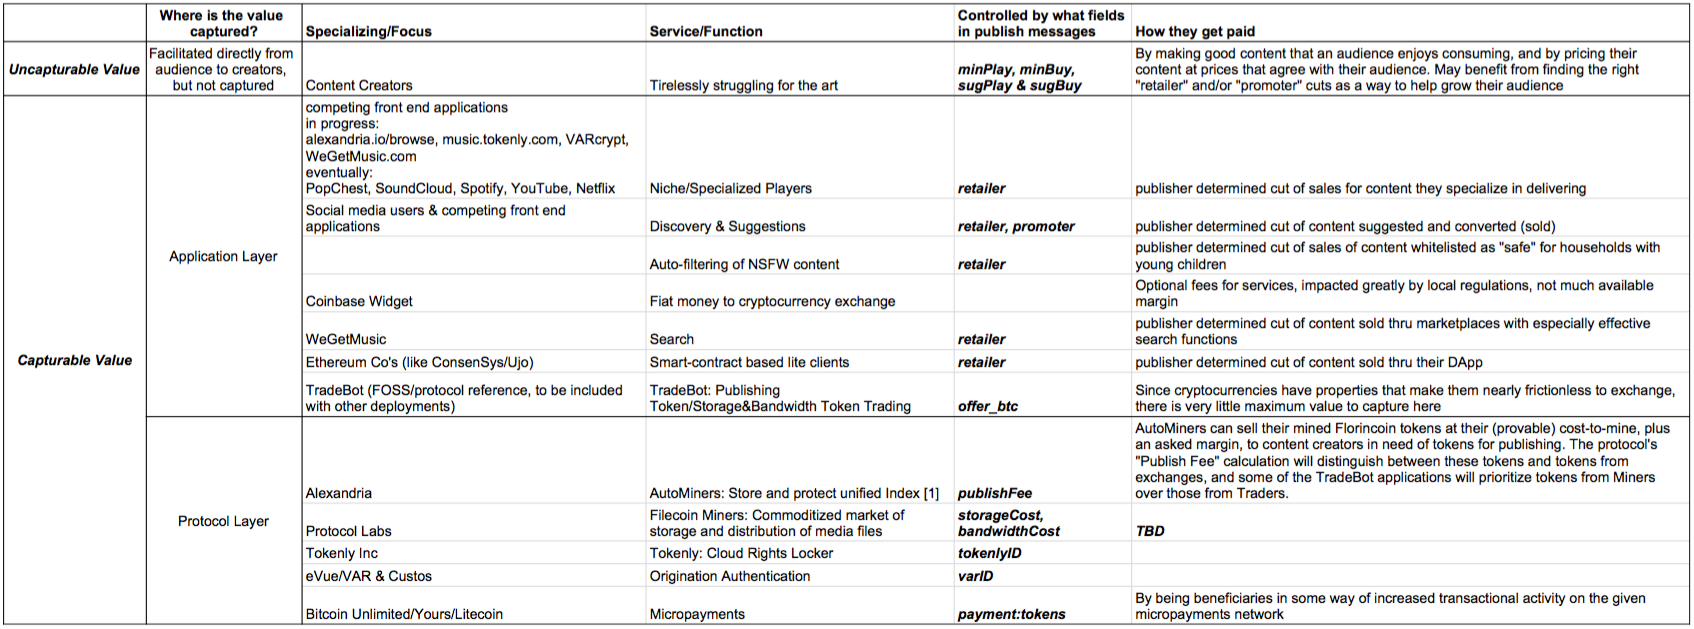 Where is the value
captured?
Specializing/Focus
Service/Function
Controlled by what fields
in publish messages
How they get paid
Uncapturable Value
Facilitated directly from
audience to creators,
but not captured
Content Creators
Tirelessly struggling for the art
minPlay, minBuy,
sugPlay & sugBuy
By making good content that an audience enjoys consuming, and by pricing their
content at prices that agree with their audience. May benefit from finding the right
"retailer" and/or "promoter" cuts as a way to help grow their audience
Capturable Value
Application Layer
competing front end applications
in progress:
alexandria.io/browse, music.tokenly.com, VARcrypt,
WeGetMusic.com
eventually:
PopChest, SoundCloud, Spotify, YouTube, Netflix
Niche/Specialized Players
retailer
publisher determined cut of sales for content they specialize in delivering
Social media users & competing front end
applications
Discovery & Suggestions
retailer, promoter
publisher determined cut of content suggested and converted (sold)
Auto-filtering of NSFW content
retailer
publisher determined cut of sales of content whitelisted as "safe" for households with
young children
Coinbase Widget
Fiat money to cryptocurrency exchange
Optional fees for services, impacted greatly by local regulations, not much available
margin
WeGetMusic
Search
retailer
publisher determined cut of content sold thru marketplaces with especially effective
search functions
Ethereum Co's (like ConsenSys/Ujo)
Smart-contract based lite clients
retailer
publisher determined cut of content sold thru their DApp
TradeBot (FOSS/protocol reference, to be included
with other deployments)
TradeBot: Publishing
Token/Storage&Bandwidth Token Trading
offer_btc
Since cryptocurrencies have properties that make them nearly frictionless to exchange,
there is very little maximum value to capture here
Protocol Layer
Alexandria
AutoMiners: Store and protect unified Index [1]
publishFee
AutoMiners can sell their mined Florincoin tokens at their (provable) cost-to-mine, plus
an asked margin, to content creators in need of tokens for publishing. The protocol's
"Publish Fee" calculation will distinguish between these tokens and tokens from
exchanges, and some of the TradeBot applications will prioritize tokens from Miners
over those from Traders.
Protocol Labs
Filecoin Miners: Commoditized market of
storage and distribution of media files
storageCost,
bandwidthCost
TBD
Tokenly Inc
Tokenly: Cloud Rights Locker
tokenlyID
eVue/VAR & Custos
Origination Authentication
varID
Bitcoin Unlimited/Yours/Litecoin
Micropayments
payment:tokens
By being beneficiaries in some way of increased transactional activity on the given
micropayments network